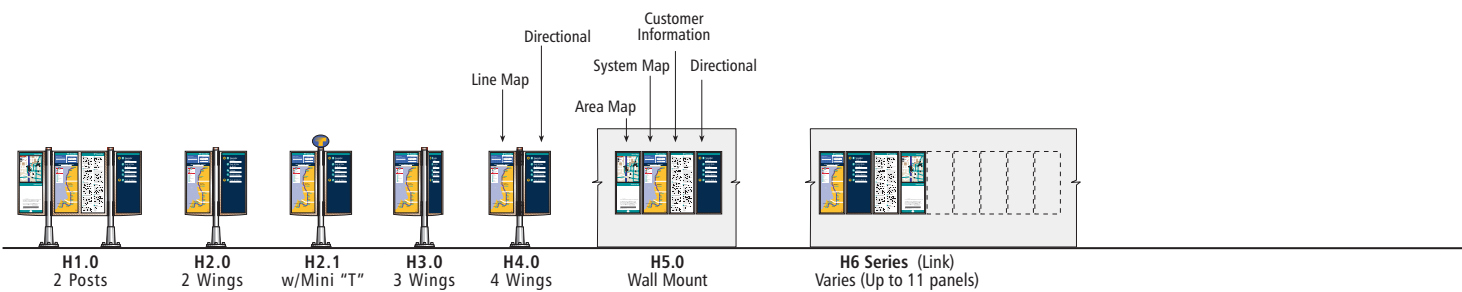 Customer
Information
Directional
System Map
Directional
Line Map
Area Map
H1.0
2 Posts
H2.0
2 Wings
H2.1
w/Mini “T”
H3.0
3 Wings
H4.0
4 Wings
H5.0
Wall Mount
H6 Series (Link)
Varies (Up to 11 panels)